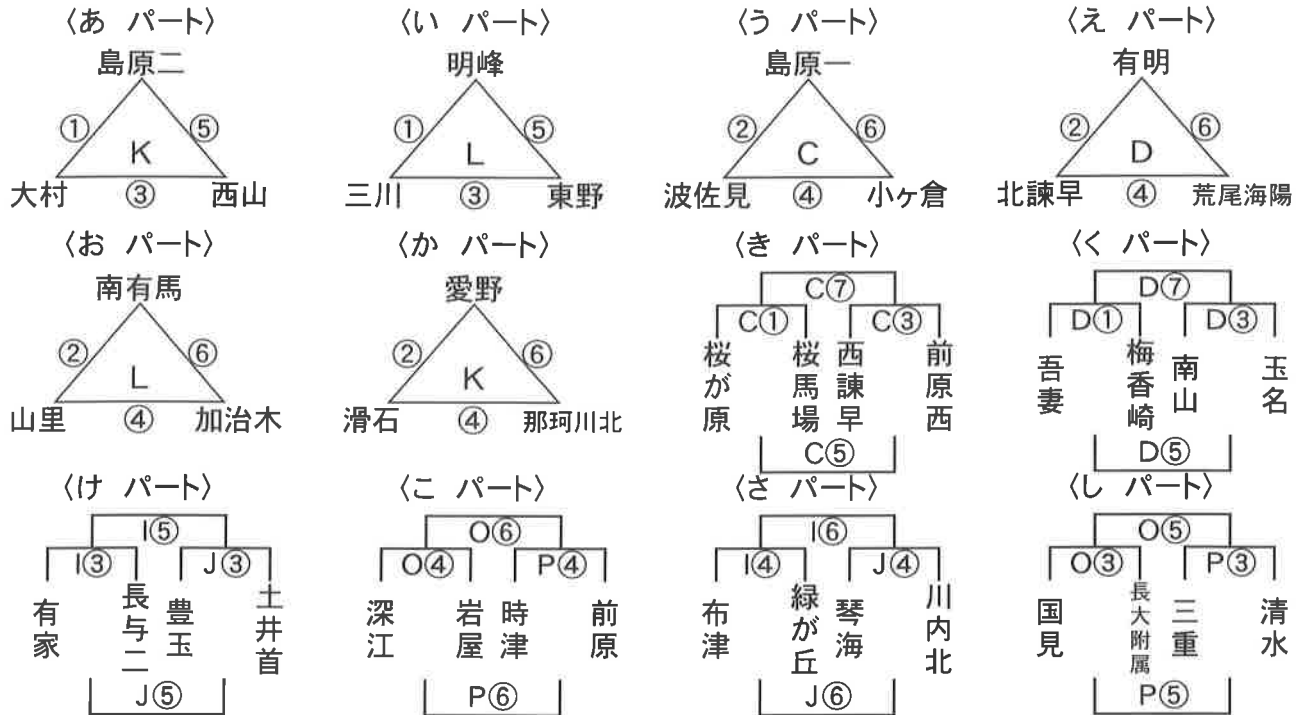 〈あ パート〉 〈い パート〉 〈う パート〉 〈え パート〉
島原二 明峰 島原一 有明
① ⑤ ① ⑤ ② ⑥ ② ⑥
K L C D
大村 ③ 西山 三川 ③ 東野 波佐見 ④ 小ヶ倉 北諫早 ④ 荒尾海陽
〈お パート〉 〈か パート〉 〈き パート〉 〈く パート〉
南有馬 愛野
② ⑥ ② ⑥
L K
山里 ④ 加治木 滑石 ④ 那珂川北
C⑦ D⑦
C① C③ D① D③
桜が原 桜馬場 西諫早 前原西 吾妻 梅香崎 南山 玉名
C⑤ D⑤
〈け パート〉 〈こ パート〉 〈さ パート〉 〈し パート〉
I⑤ O⑥ I⑥ O⑤
I③ J③ O④ P④ I④ J④ O③ P③
有家 長与二 豊玉 土井首 深江 岩屋 時津 前原 布津 緑が丘 琴海 川内北 国見 長大附属 三重 清水
J⑤ P⑥ J⑥ P⑤